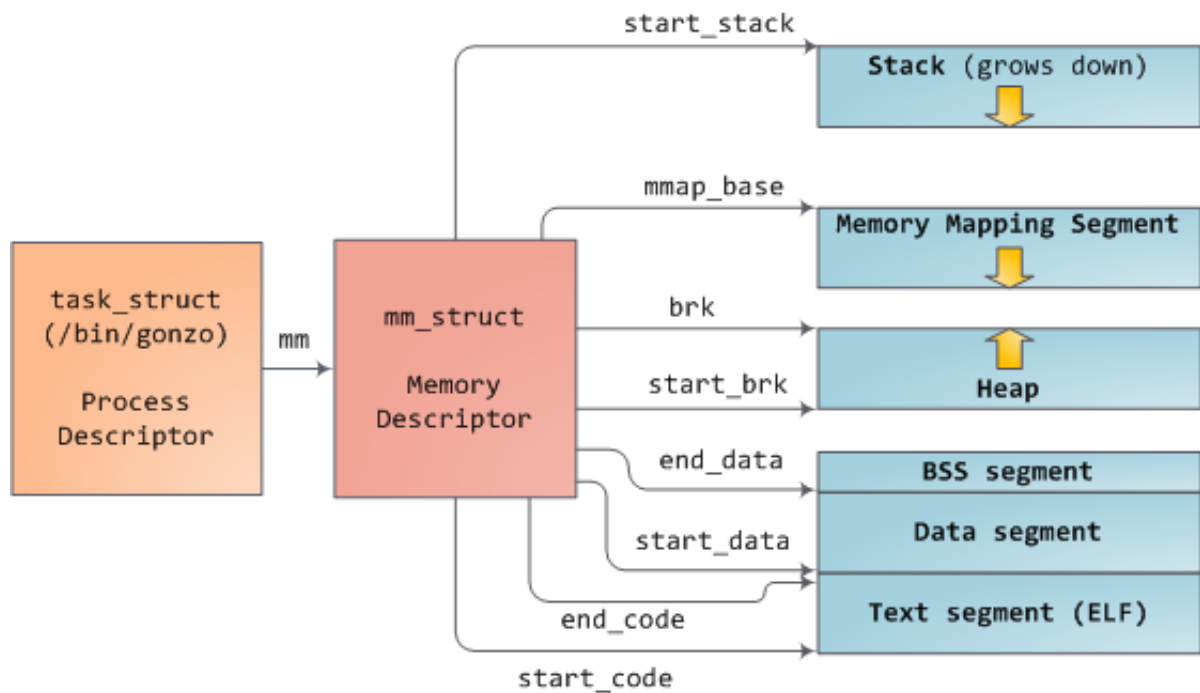 start_stack
Stack (grows down)
mmap_base
Memory Mapping Segment
task_struct
(/bin/gonzo)
Process
Descriptor
mm
mm_struct
Memory
Descriptor
brk
start_brk
Heap
end_data
BSS segment
start_data
Data segment
end_code
Text segment (ELF)
start_code